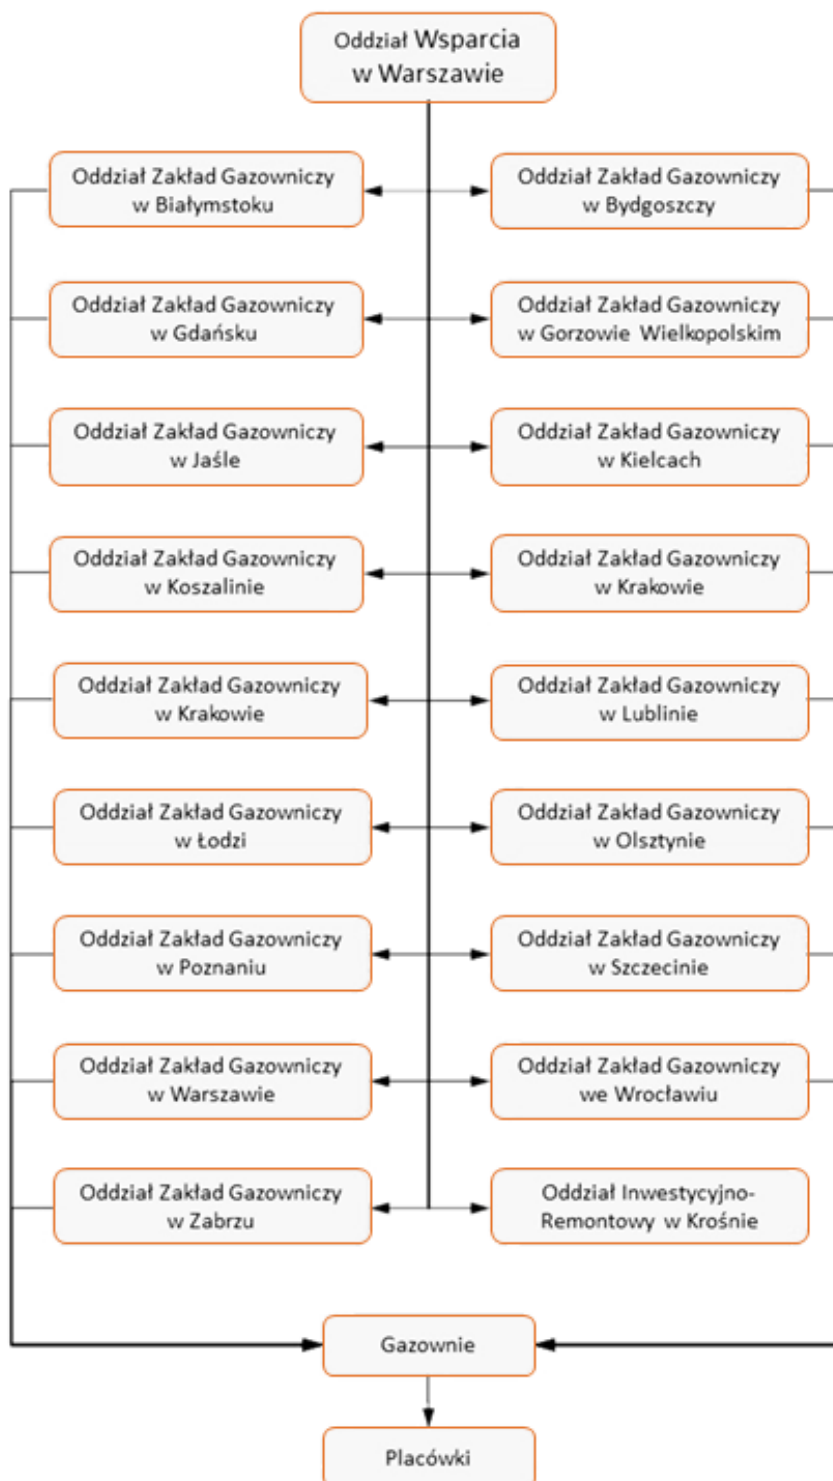 Oddział Wsparcia
w Warszawie
Oddział Zakład Gazowniczy
w Białymstoku
Oddział Zakład Gazowniczy
w Bydgoszczy
Oddział Zakład Gazowniczy
w Gdańsku
Oddział Zakład Gazowniczy
w Gorzowie Wielkopolskim
Oddział Zakład Gazowniczy
w Jaśle
Oddział Zakład Gazowniczy
w Kielcach
Oddział Zakład Gazowniczy
w Koszalinie
Oddział Zakład Gazowniczy
w Krakowie
Oddział Zakład Gazowniczy
w Krakowie
Oddział Zakład Gazowniczy
w Lublinie
Oddział Zakład Gazowniczy
w Łodzi
Oddział Zakład Gazowniczy
w Olsztynie
Oddział Zakład Gazowniczy
w Poznaniu
Oddział Zakład Gazowniczy
w Szczecinie
Oddział Zakład Gazowniczy
w Warszawie
Oddział Zakład Gazowniczy
we Wrocławiu
Oddział Zakład Gazowniczy
w Zabrzu
Oddział Inwestycyjno-
Remontowy w Krośnie
Gazownie
Placówki